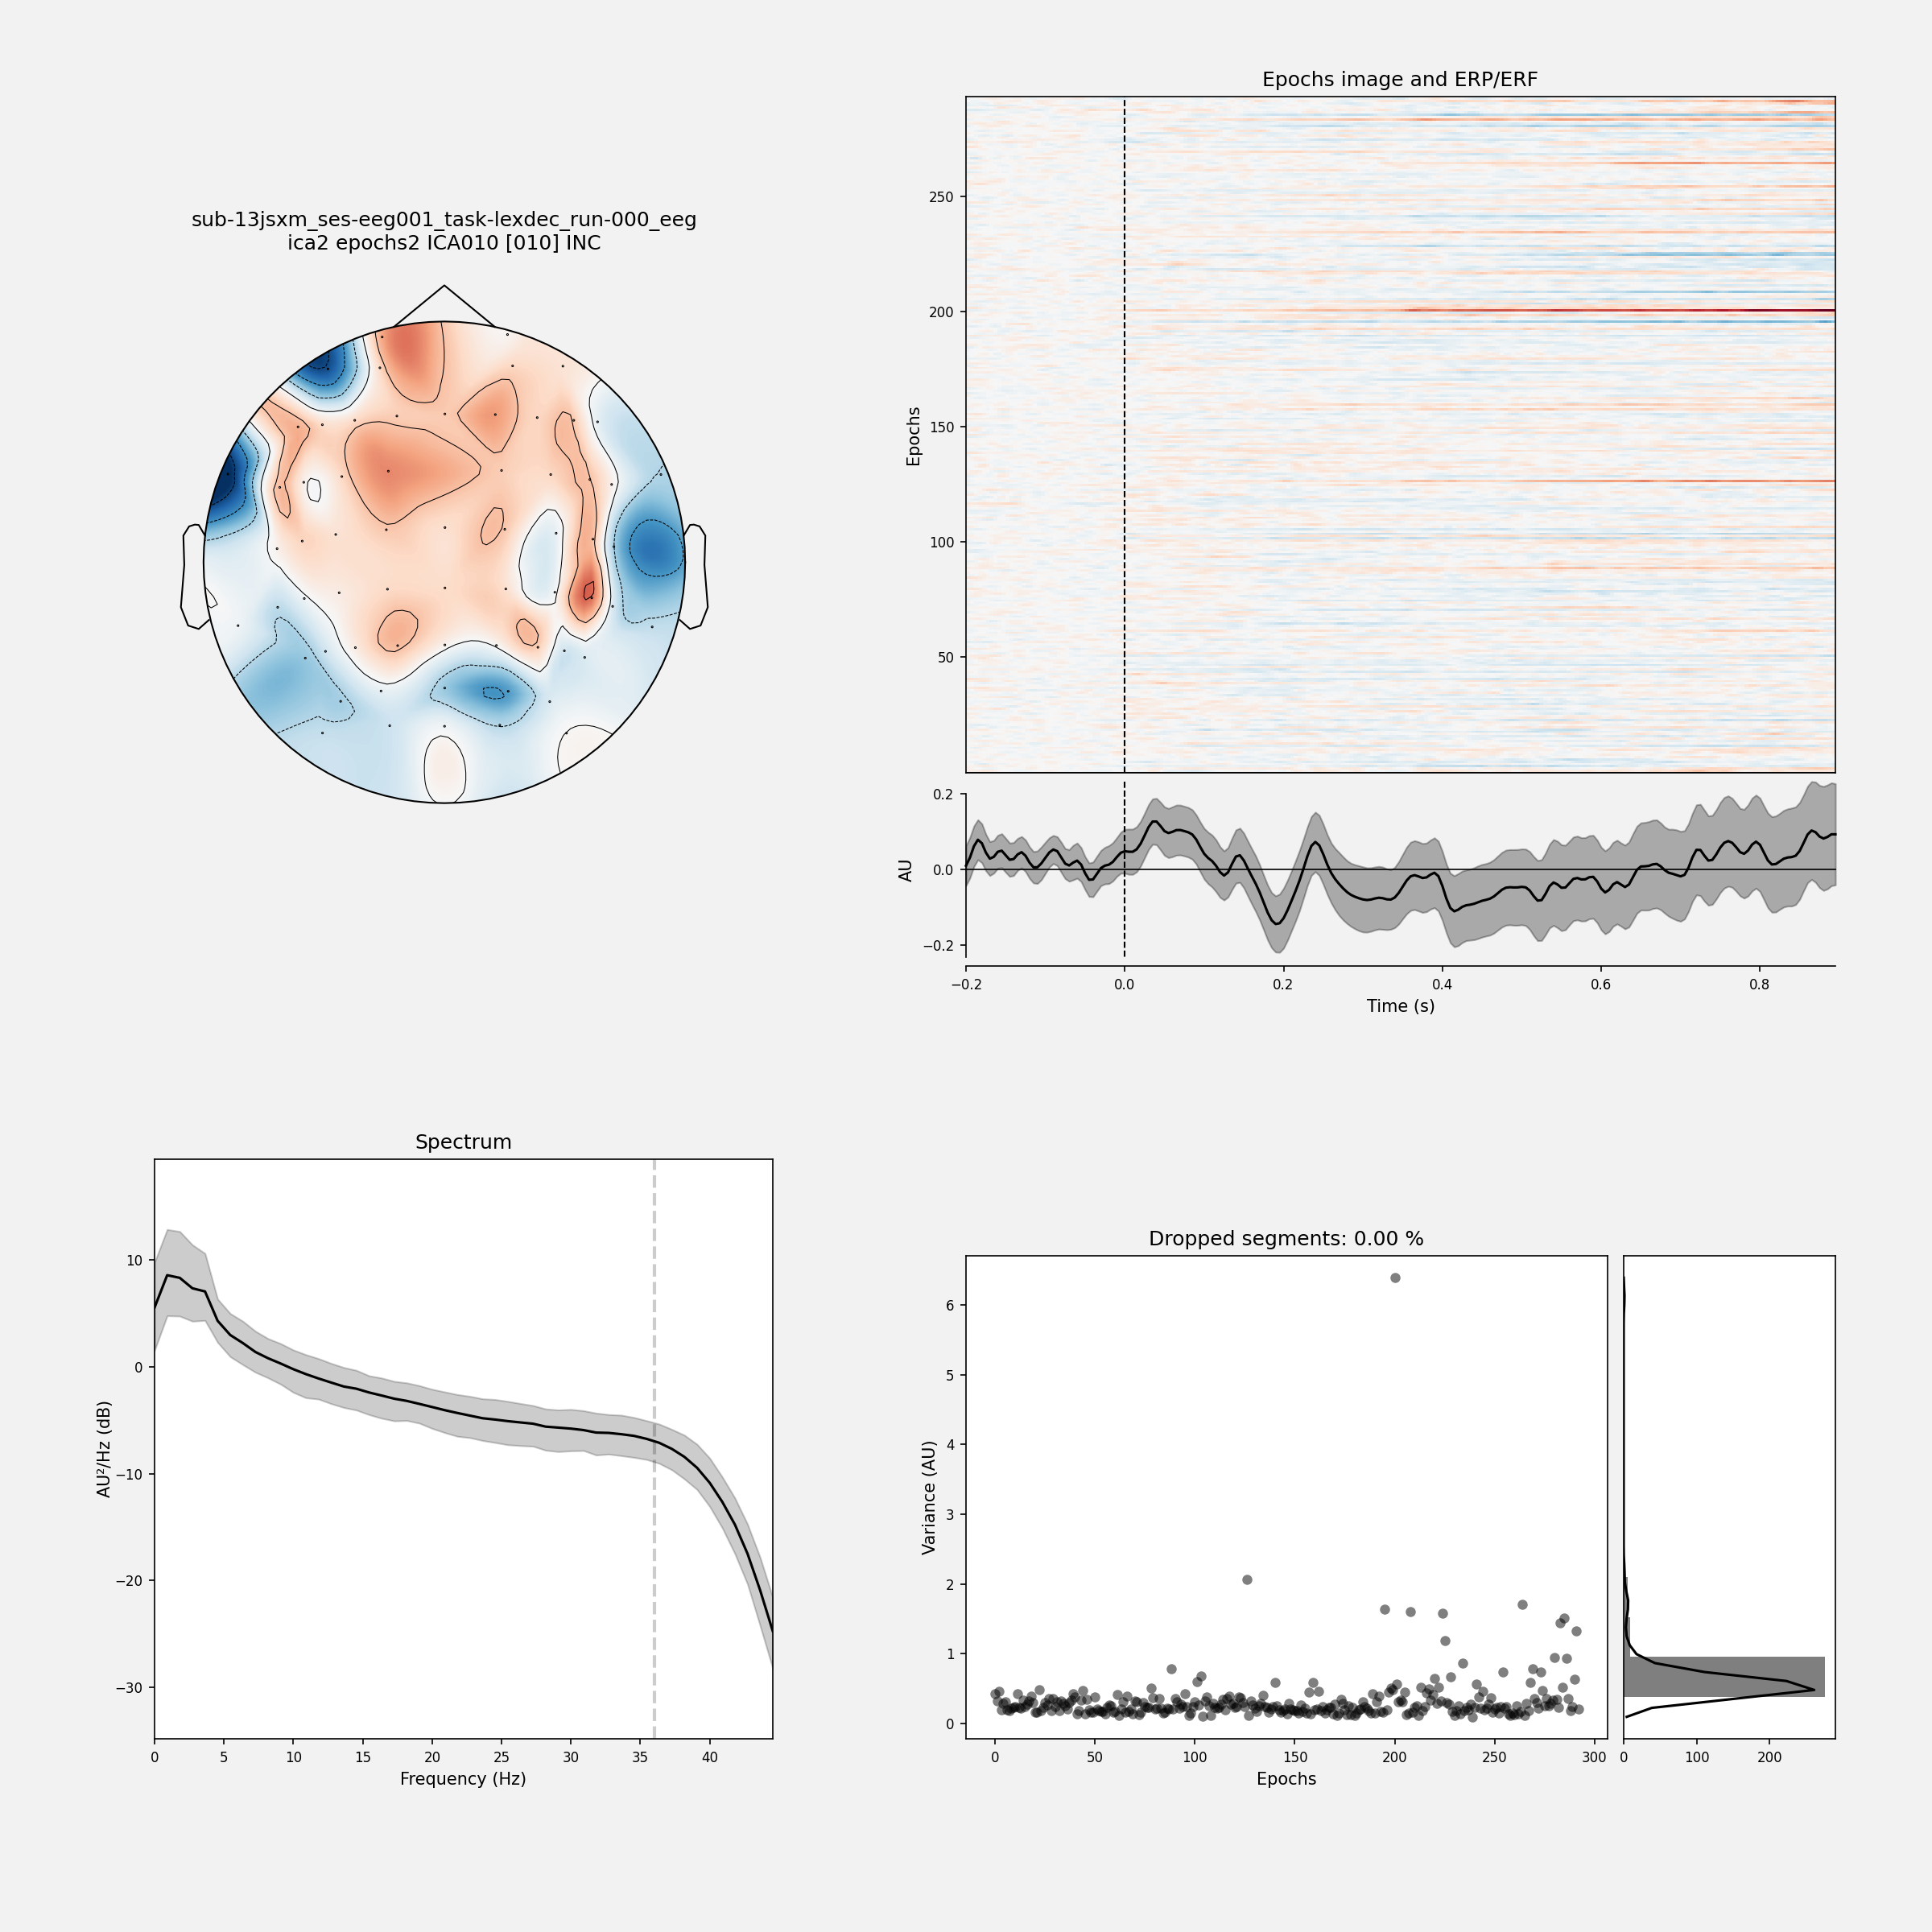 sub-13jsxm_ses-eeg001_task-lexdec_run-000_eeg
ica2 epochs2 ICA010 [010] INC
Epochs image and ERP/ERF
Epochs
250
200
150
100
50
0.2
0.0
−0.2
AU
−0.2 0.0 0.2 0.4 0.6 0.8
Time (s)
Spectrum
AU²/Hz (dB)
10
0
−10
−20
−30
0 5 10 15 20 25 30 35 40
Frequency (Hz)
Dropped segments: 0.00 %
Variance (AU)
6
5
4
3
2
1
0
0 50 100 150 200 250 300
Epochs
0 100 200